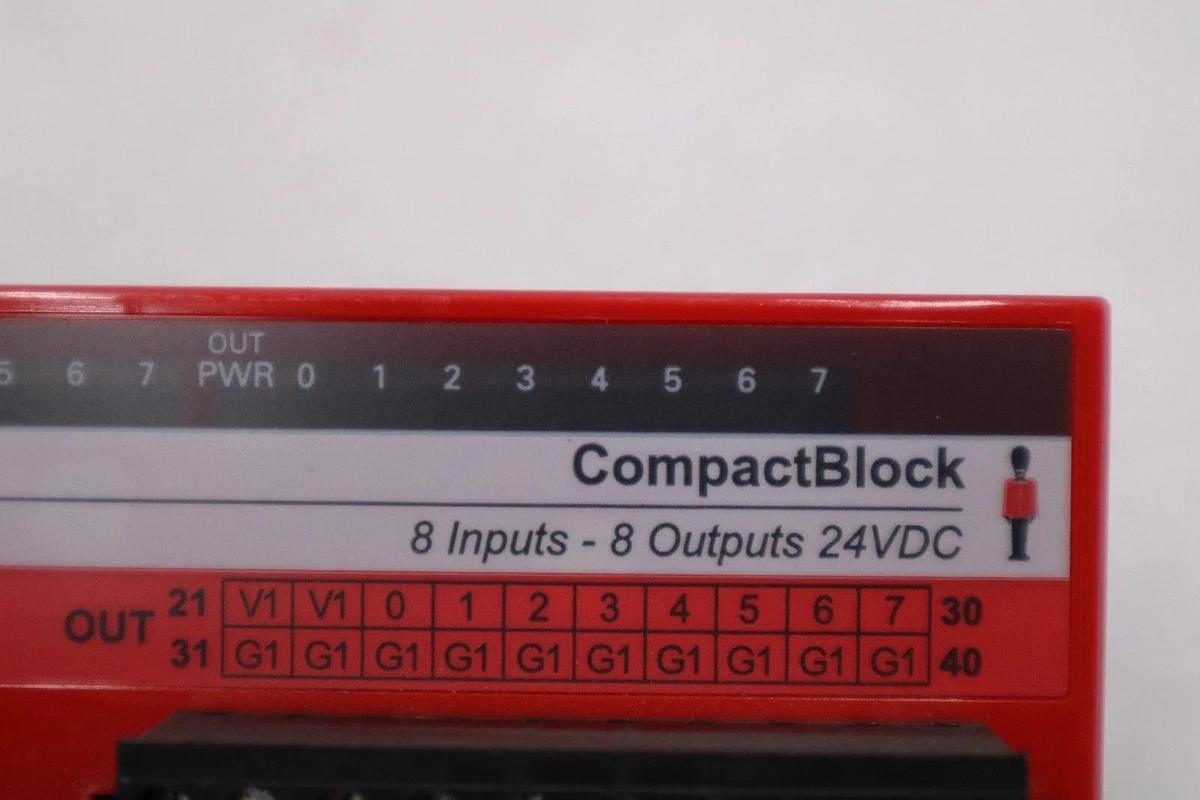 OUT
5 6 7 PWR 0 1 2 3 4 5 6 7
CompactBlock
8 Inputs - 8 Outputs 24VDC
OUT
21 V1 V1 0 1 2 3 4 5 6 7 30
31 G1 G1 G1 G1 G1 G1 G1 G1 G1 G1 40